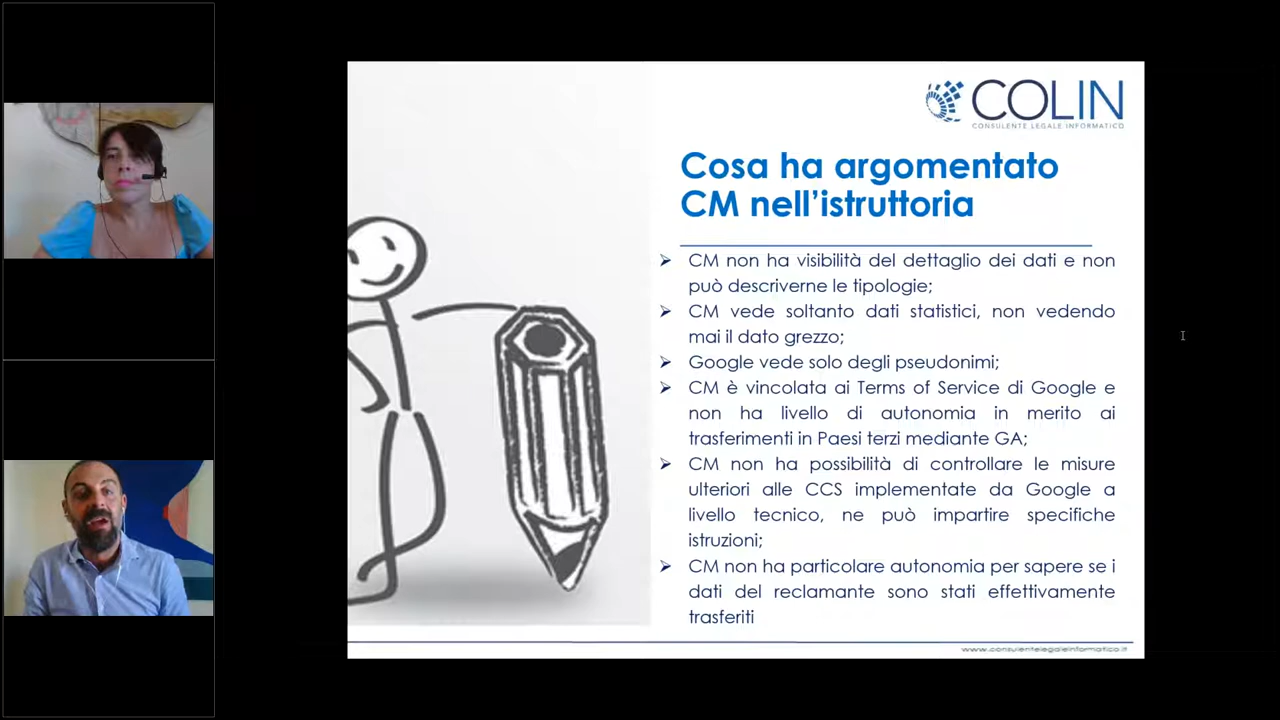 COLIN
CONSULENTE LEGALE INFORMATICO
Cosa ha argomentato
CM nell'istruttoria
➢ CM non ha visibilità del dettaglio dei dati e non
può descriverne le tipologie;
➢ CM vede soltanto dati statistici, non vedendo
mai il dato grezzo;
➢ Google vede solo degli pseudonimi;
➢ CM è vincolata ai Terms of Service di Google e
non ha livello di autonomia in merito ai
trasferimenti in Paesi terzi mediante GA;
➢ CM non ha possibilità di controllare le misure
ulteriori alle CCS implementate da Google a
livello tecnico, ne può impartire specifiche
istruzioni;
➢ CM non ha particolare autonomia per sapere se i
dati del reclamante sono stati effettivamente
trasferiti
www.consulentelegaleinformatico.it